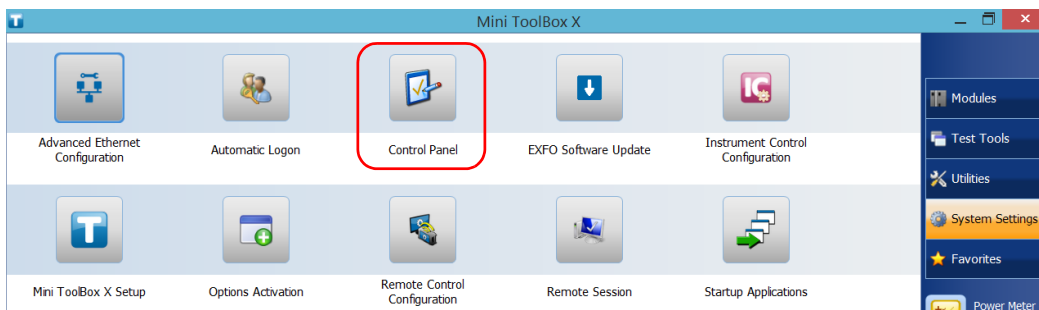 Mini ToolBox X
Advanced Ethernet
Configuration
Automatic Logon
Control Panel
EXFO Software Update
IC
Instrument Control
Configuration
T
Mini ToolBox X Setup
Options Activation
Remote Control
Configuration
Remote Session
Startup Applications
Modules
Test Tools
Utilities
System Settings
Favorites
Power Meter